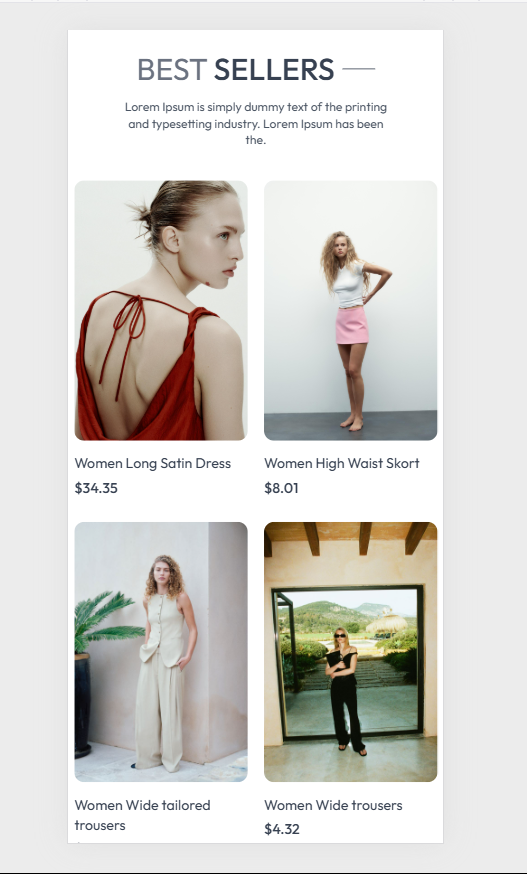 BEST SELLERS
Lorem Ipsum is simply dummy text of the printing
and typesetting industry. Lorem Ipsum has been
the.
Women Long Satin Dress
$34.35
Women High Waist Skort
$8.01
Women Wide tailored
trousers
Women Wide trousers
$4.32